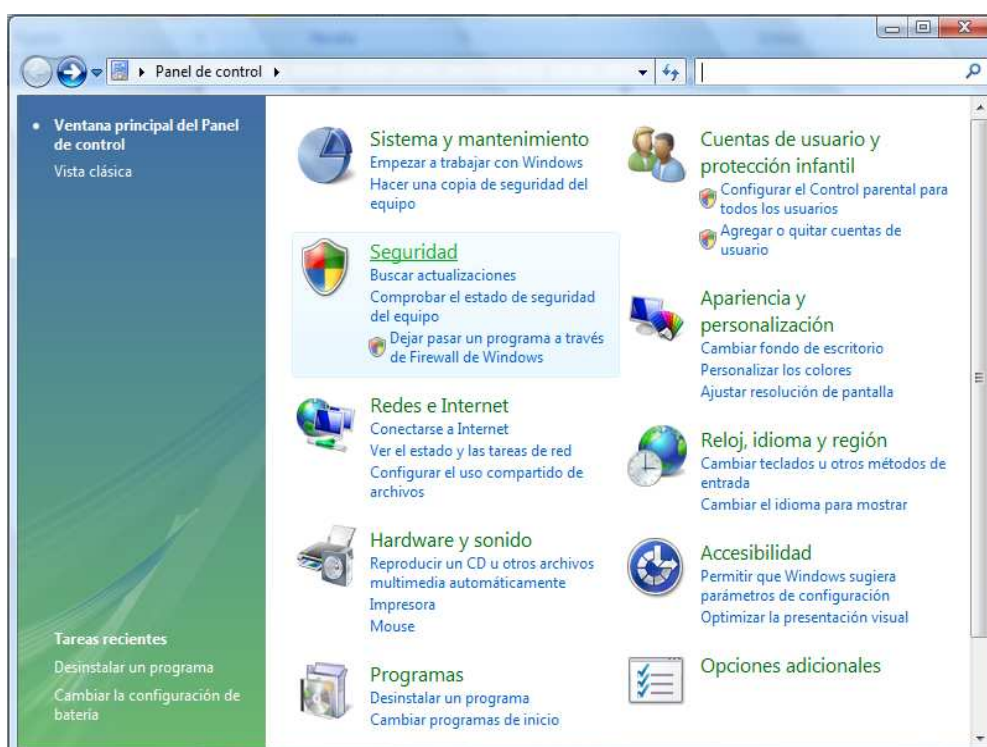 Panel de control
Ventana principal del Panel
de control
Vista clásica
Tareas recientes
Desinstalar un programa
Cambiar la configuración de
batería
Sistema y mantenimiento
Empezar a trabajar con Windows
Hacer una copia de seguridad del
equipo
Seguridad
Buscar actualizaciones
Comprobar el estado de seguridad
del equipo
Dejar pasar un programa a través
de Firewall de Windows
Redes e Internet
Conectarse a Internet
Ver el estado y las tareas de red
Configurar el uso compartido de
archivos
Hardware y sonido
Reproducir un CD u otros archivos
multimedia automáticamente
Impresora
Mouse
Programas
Desinstalar un programa
Cambiar programas de inicio
Cuentas de usuario y
protección infantil
Configurar el Control parental para
todos los usuarios
Agregar o quitar cuentas de
usuario
Apariencia y
personalización
Cambiar fondo de escritorio
Personalizar los colores
Ajustar resolución de pantalla
Reloj, idioma y región
Cambiar teclados u otros métodos de
entrada
Cambiar el idioma para mostrar
Accesibilidad
Permitir que Windows sugiera
parámetros de configuración
Optimizar la presentación visual
Opciones adicionales